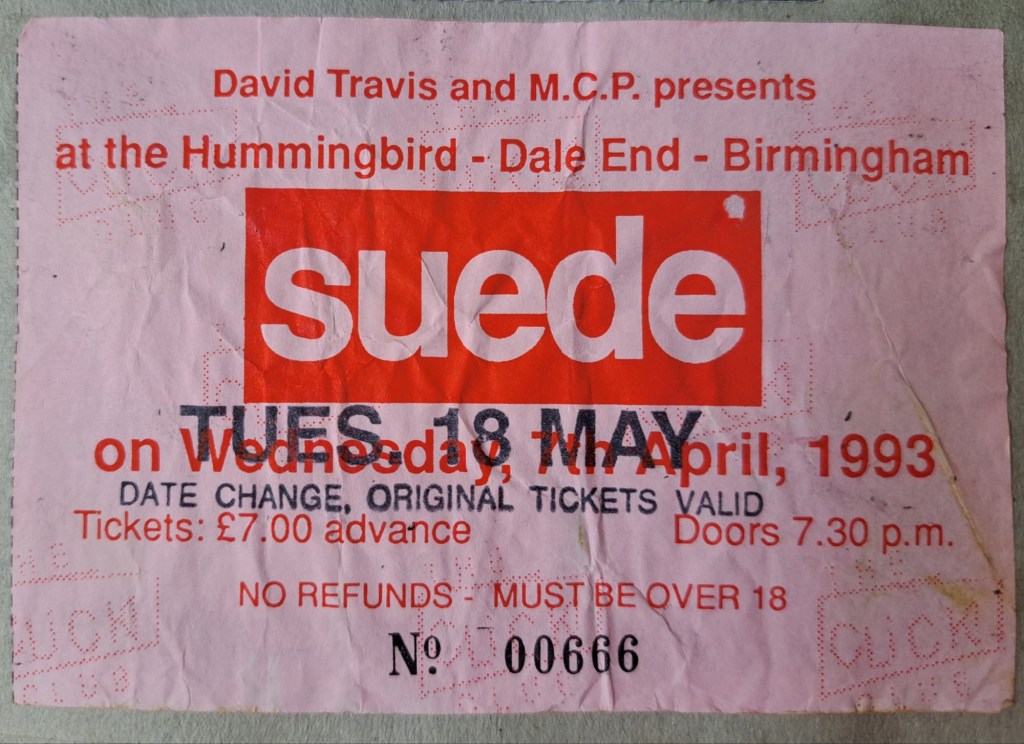 David Travis and M.C.P. presents
at the Hummingbird - Dale End - Birmingham
suede
TUES. 18 MAY
on Wednesday, 7th April, 1993
DATE CHANGE, ORIGINAL TICKETS VALID
Tickets: £7.00 advance
Doors 7.30 p.m.
NO REFUNDS - MUST BE OVER 18
Nº 00666